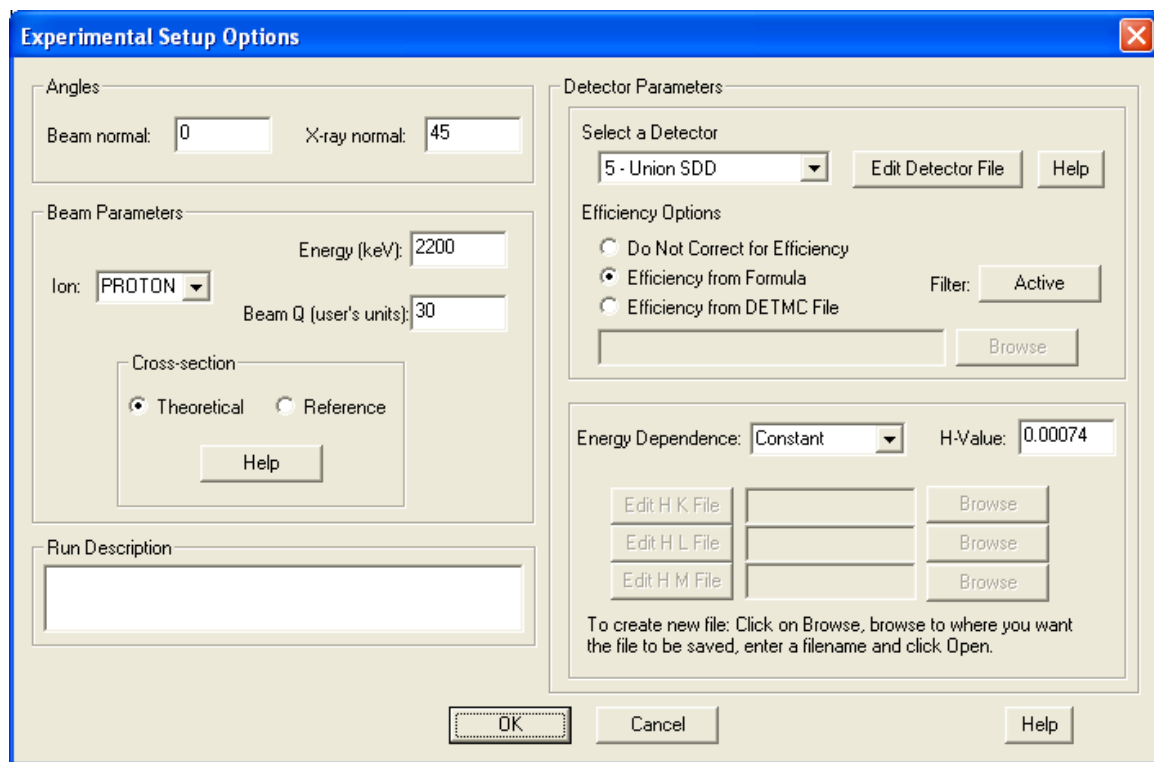 Experimental Setup Options
Angles
Beam normal: 0 X-ray normal: 45
Beam Parameters
Energy (keV): 2200
Ion: PROTON
Beam Q (user's units): 30
Cross-section
Theoretical Reference
Help
Run Description
Detector Parameters
Select a Detector
5 - Union SDD Edit Detector File Help
Efficiency Options
Do Not Correct for Efficiency
Efficiency from Formula Filter: Active
Efficiency from DETMC File
Browse
Energy Dependence: Constant H-Value: 0.00074
Edit H K File Browse
Edit H L File Browse
Edit H M File Browse
To create new file: Click on Browse, browse to where you want
the file to be saved, enter a filename and click Open.
OK Cancel Help